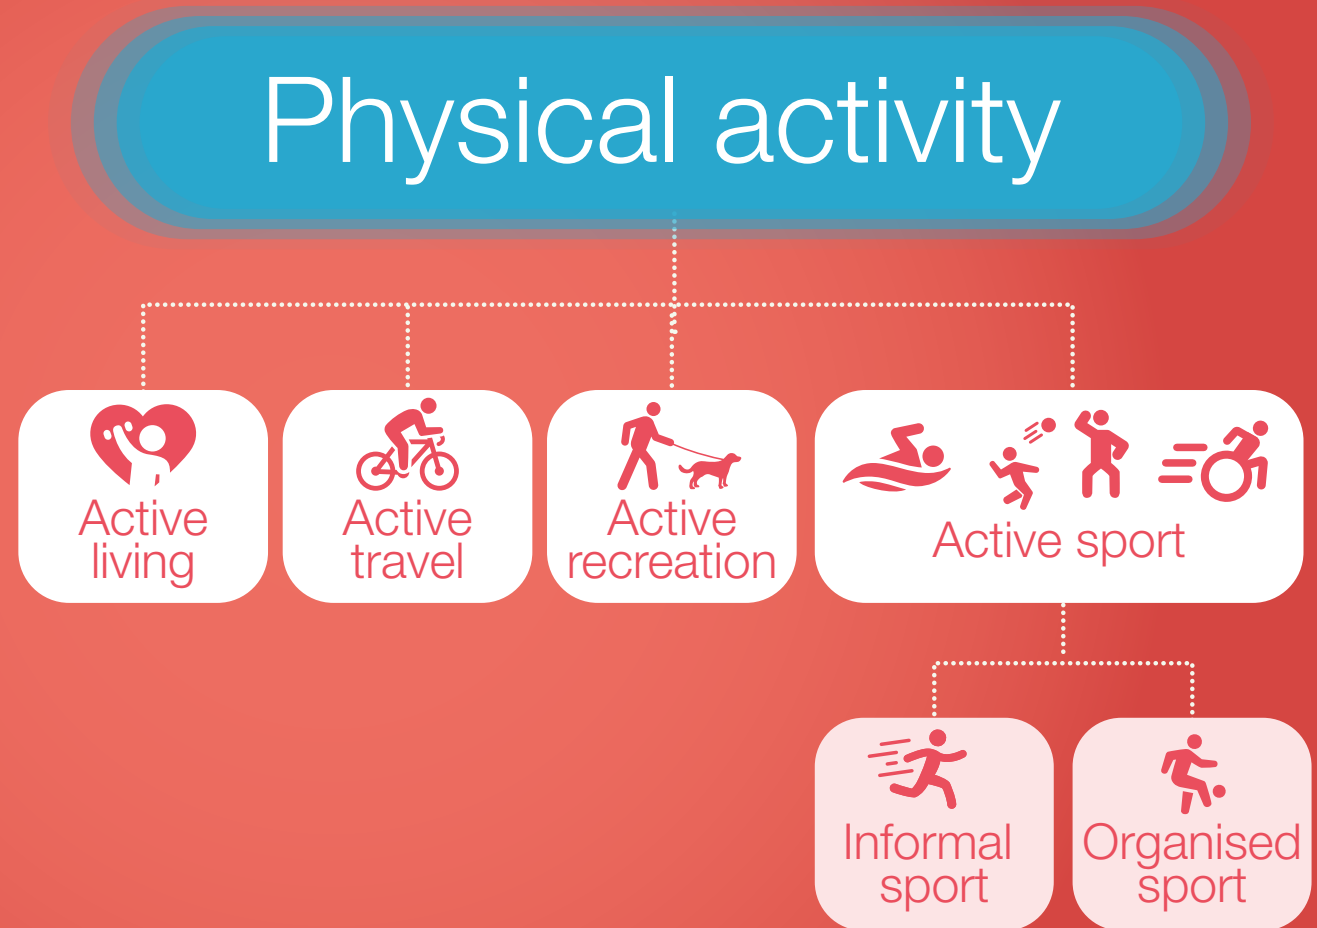 Physical activity
Active
living
Active
travel
Active
recreation
Active sport
Informal
sport
Organised
sport